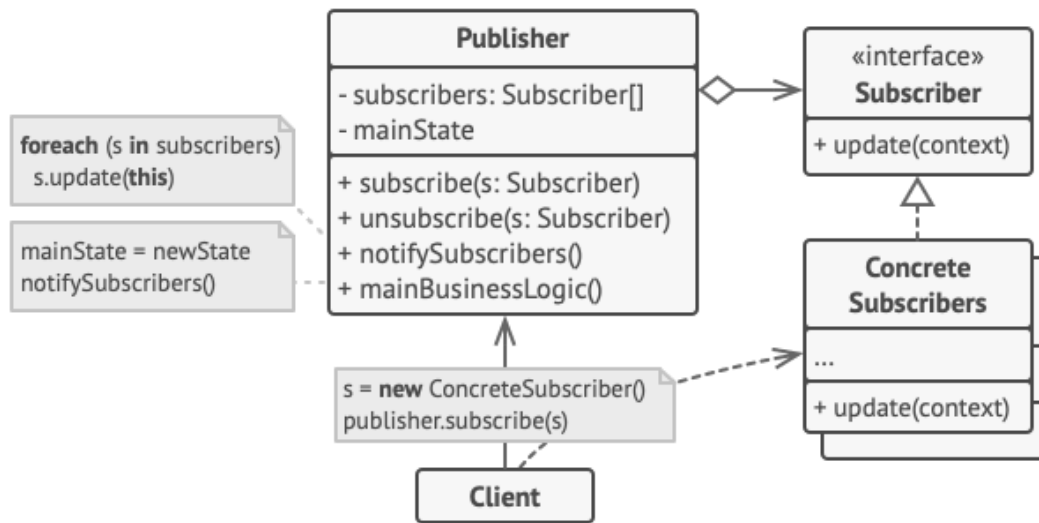 Publisher
- subscribers: Subscriber[]
- mainState
+ subscribe(s: Subscriber)
+ unsubscribe(s: Subscriber)
+ notifySubscribers()
+ mainBusinessLogic()
«interface»
Subscriber
+ update(context)
foreach (s in subscribers)
s.update(this)
mainState = newState
notifySubscribers()
Concrete
Subscribers
...
+ update(context)
s = new ConcreteSubscriber()
publisher.subscribe(s)
Client